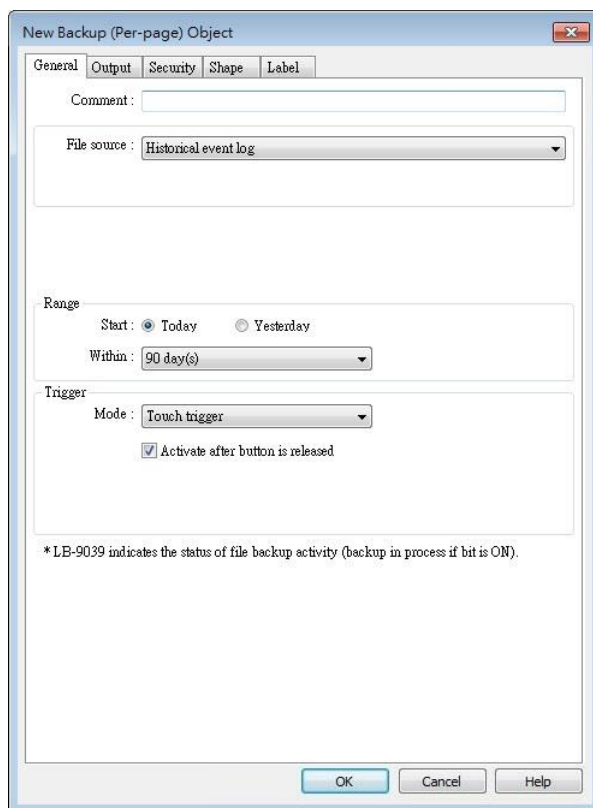 New Backup (Per-page) Object
General Output Security Shape Label
Comment :
File source : Historical event log
Range
Start : Today Yesterday
Within : 90 day(s)
Trigger
Mode : Touch trigger
Activate after button is released
* LB-9039 indicates the status of file backup activity (backup in process if bit is ON).
OK Cancel Help